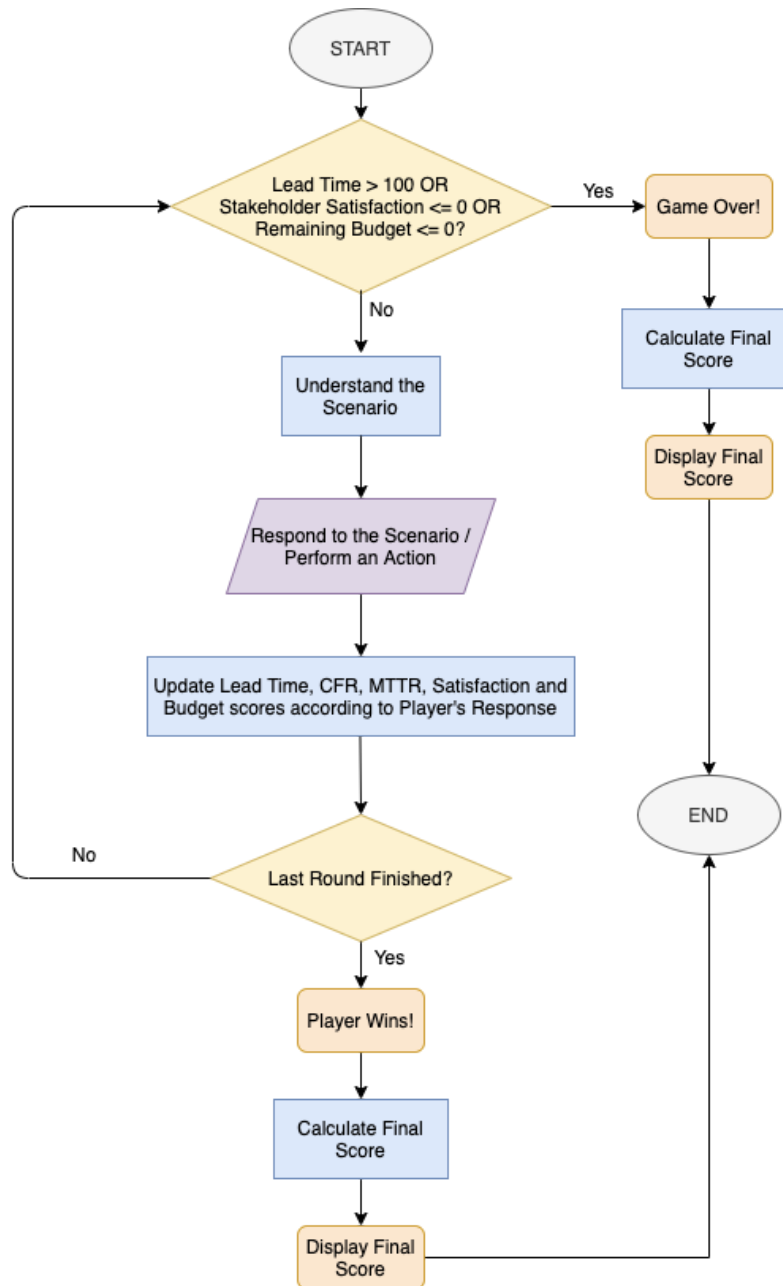 START
Lead Time > 100 OR
Stakeholder Satisfaction <= 0 OR
Remaining Budget <= 0?
Yes
Game Over!
No
Calculate Final
Score
Understand the
Scenario
Display Final
Score
Respond to the Scenario /
Perform an Action
Update Lead Time, CFR, MTTR, Satisfaction and
Budget scores according to Player's Response
END
No
Last Round Finished?
Yes
Player Wins!
Calculate Final
Score
Display Final
Score